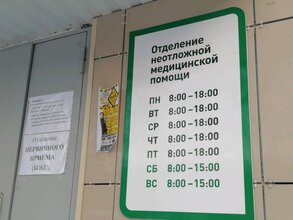 Отделение
неотложной
медицинской
помощи
ПН 8:00-18:00
ВТ 8:00-18:00
СР 8:00-18:00
ЧТ 8:00-18:00
ПТ 8:00-18:00
СБ 8:00-15:00
ВС 8:00-15:00
Отделение
ПЕРВИЧНОГО
ПРИЕМА
(БОКС)